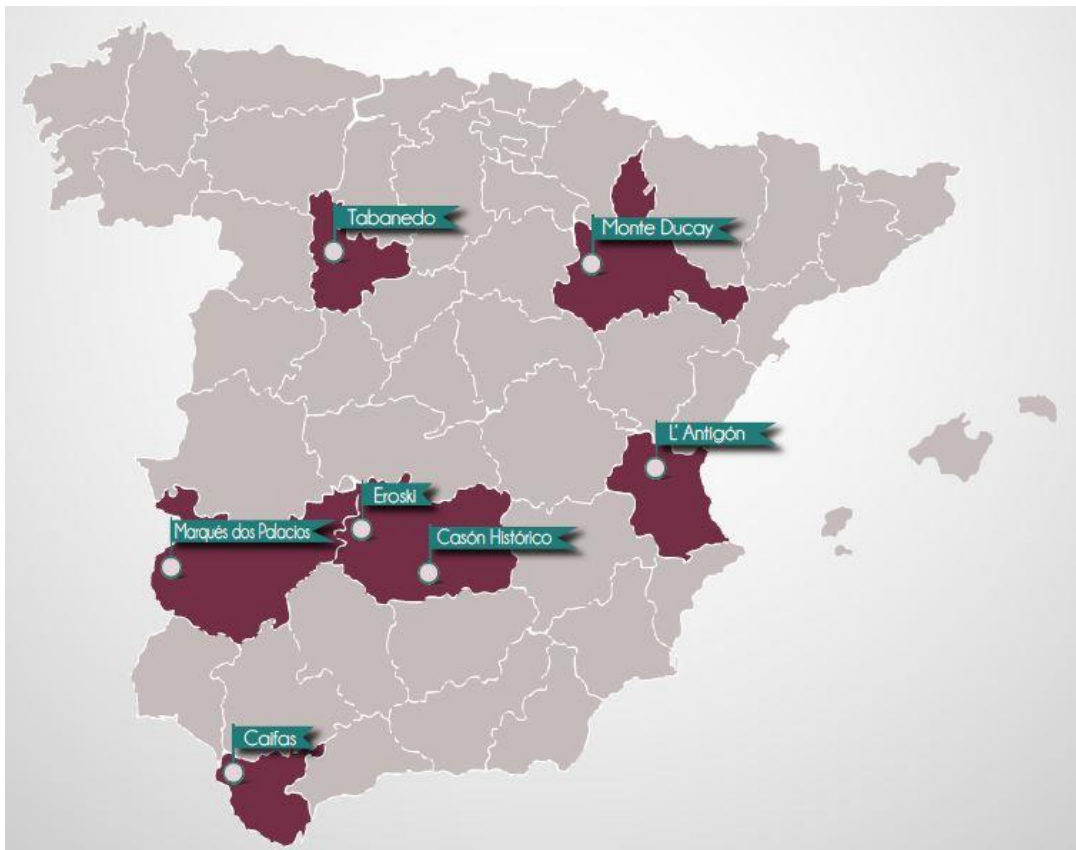 Tabanedo
Monte Ducay
L' Antigón
Eroski
Marqués dos Palacios
Casón Histórico
Caifas